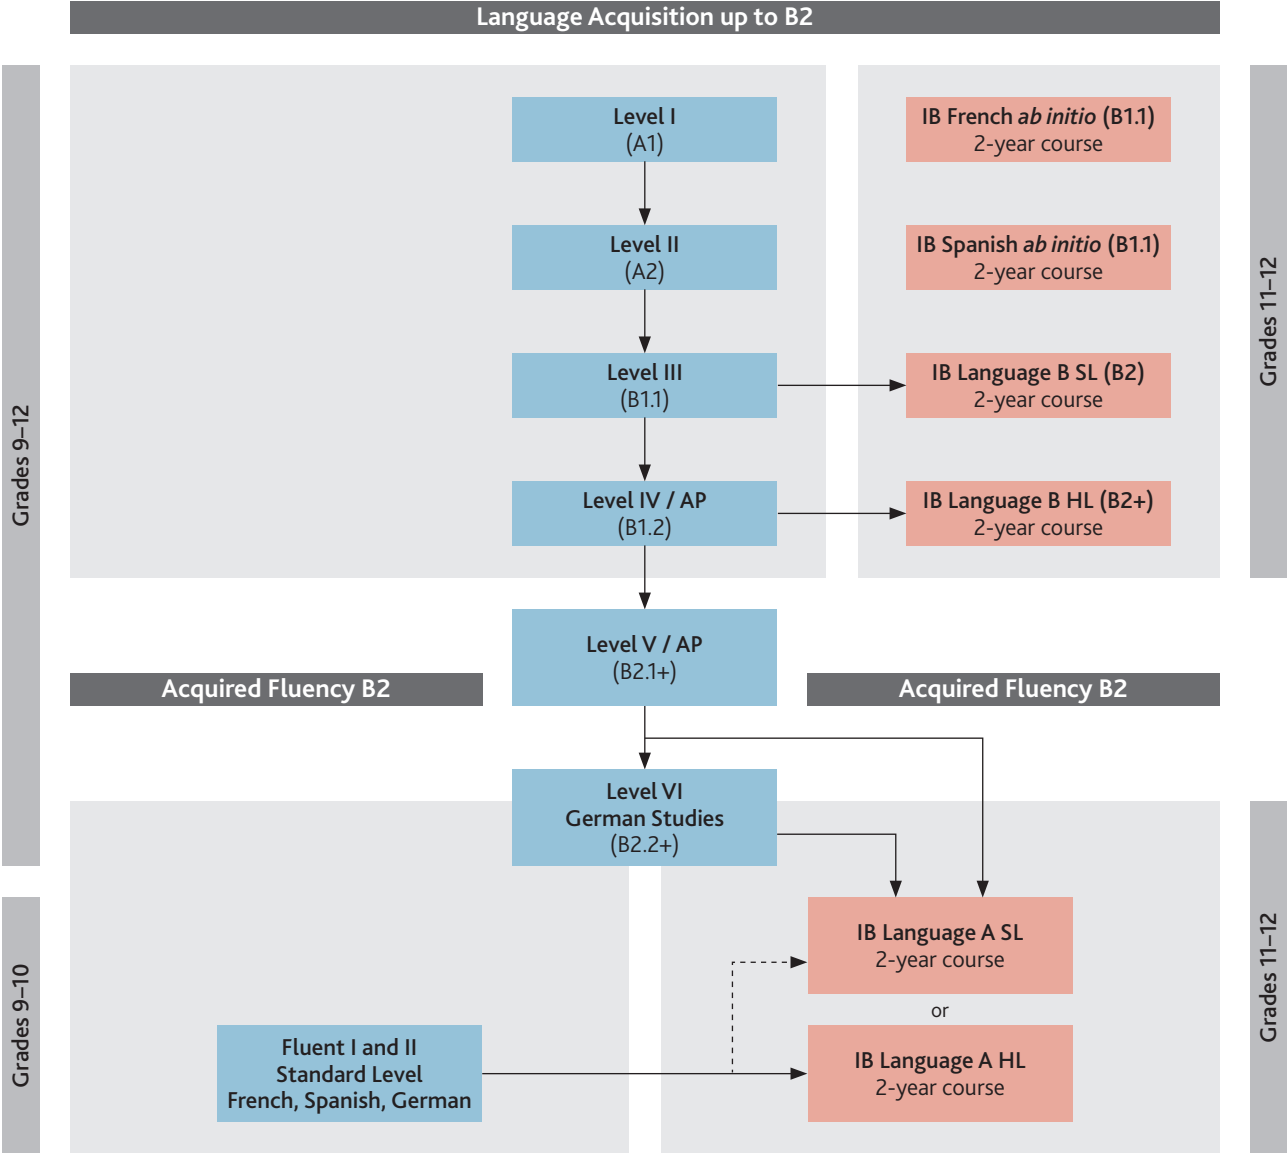 Language Acquisition up to B2
Grades 9–12
Level I
(A1)
IB French ab initio (B1.1)
2-year course
Level II
(A2)
IB Spanish ab initio (B1.1)
2-year course
Level III
(B1.1)
IB Language B SL (B2)
2-year course
Level IV / AP
(B1.2)
IB Language B HL (B2+)
2-year course
Grades 11–12
Level V / AP
(B2.1+)
Acquired Fluency B2
Acquired Fluency B2
Level VI
German Studies
(B2.2+)
Grades 9–10
Fluent I and II
Standard Level
French, Spanish, German
IB Language A SL
2-year course
or
IB Language A HL
2-year course
Grades 11–12